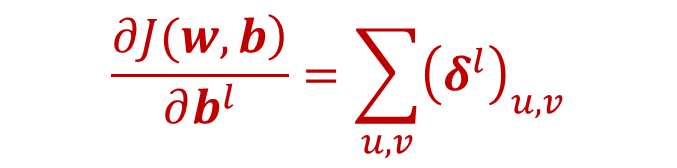 ∂J(w, b) / ∂b^l = ∑_{u,v} (δ^l)_{u,v}